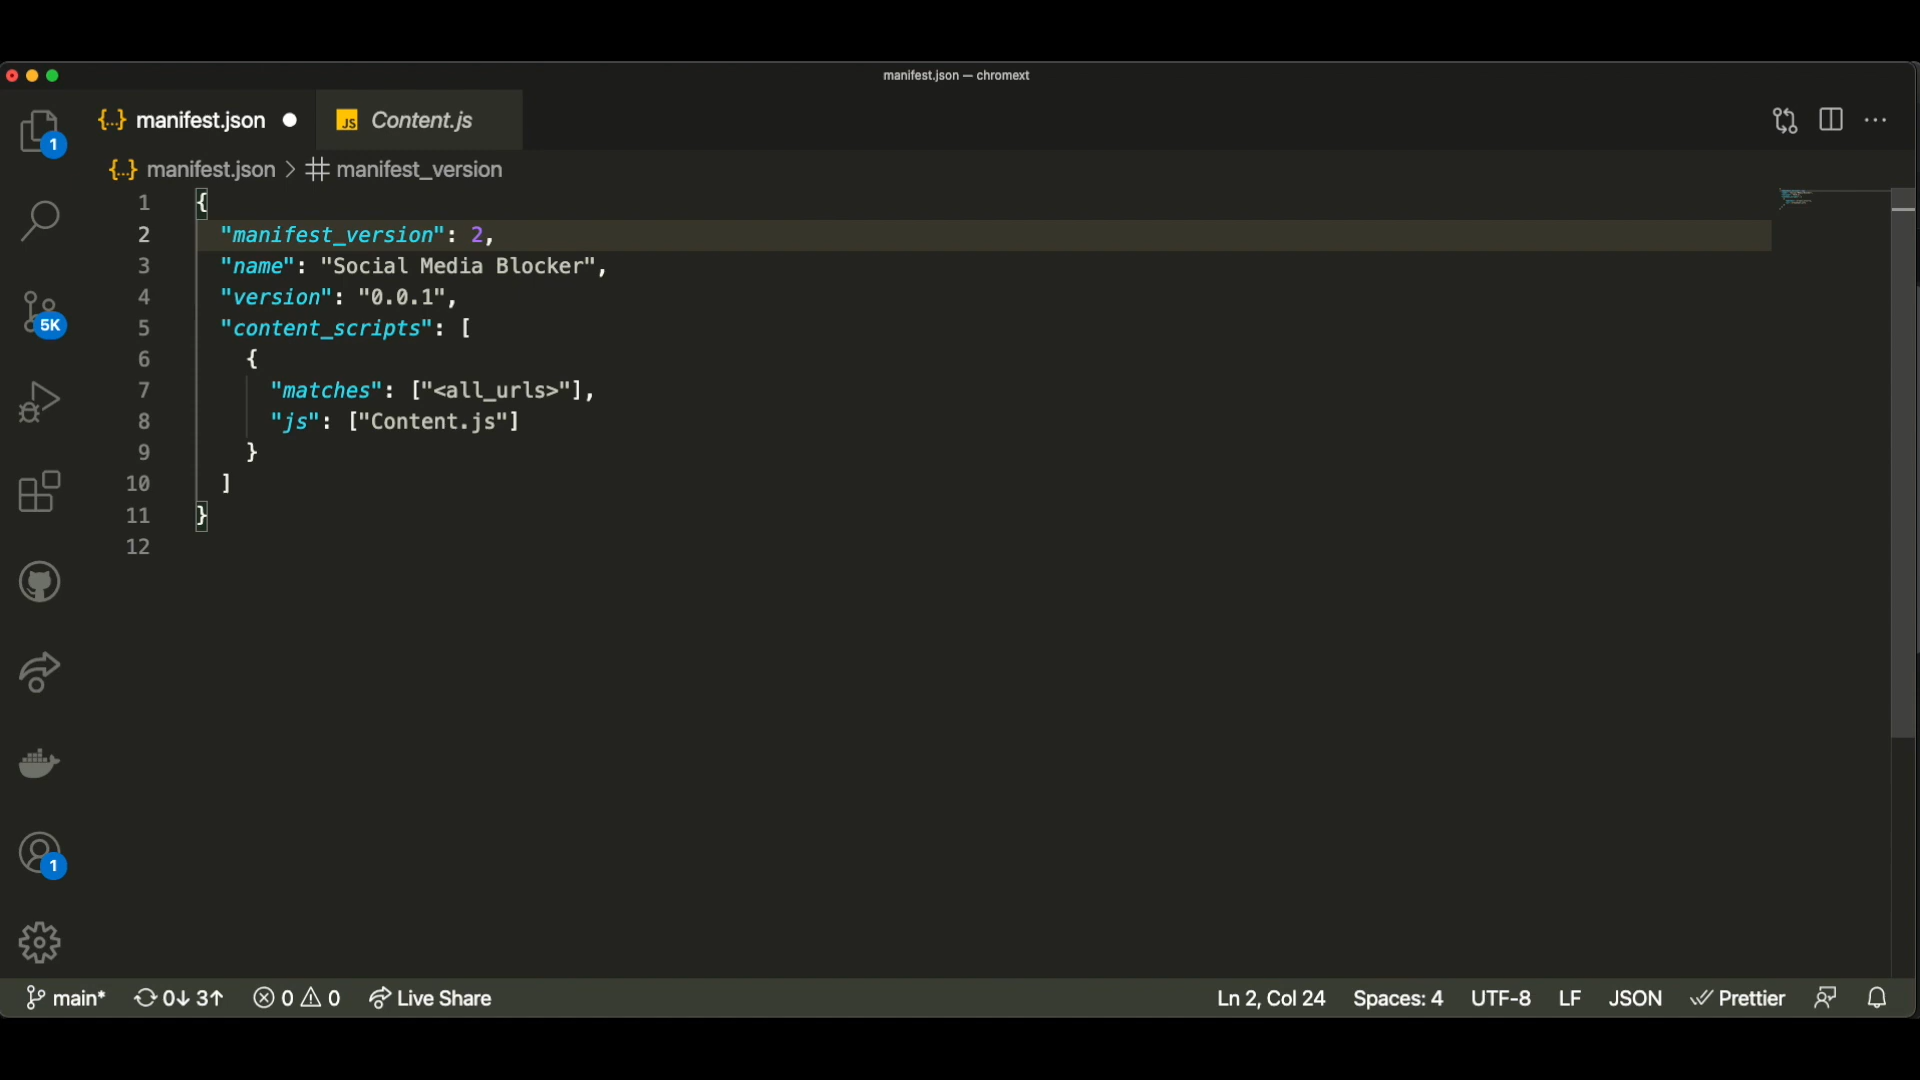 manifest.json — chromext
{...} manifest.json ● JS Content.js
{...} manifest.json > # manifest_version
1 {
2 "manifest_version": 2,
3 "name": "Social Media Blocker",
4 "version": "0.0.1",
5 "content_scripts": [
6 {
7 "matches": ["<all_urls>"],
8 "js": ["Content.js"]
9 }
10 ]
11 }
12
1
5K
1
main* 0↓ 3↑ 0 0 Live Share Ln 2, Col 24 Spaces: 4 UTF-8 LF JSON Prettier